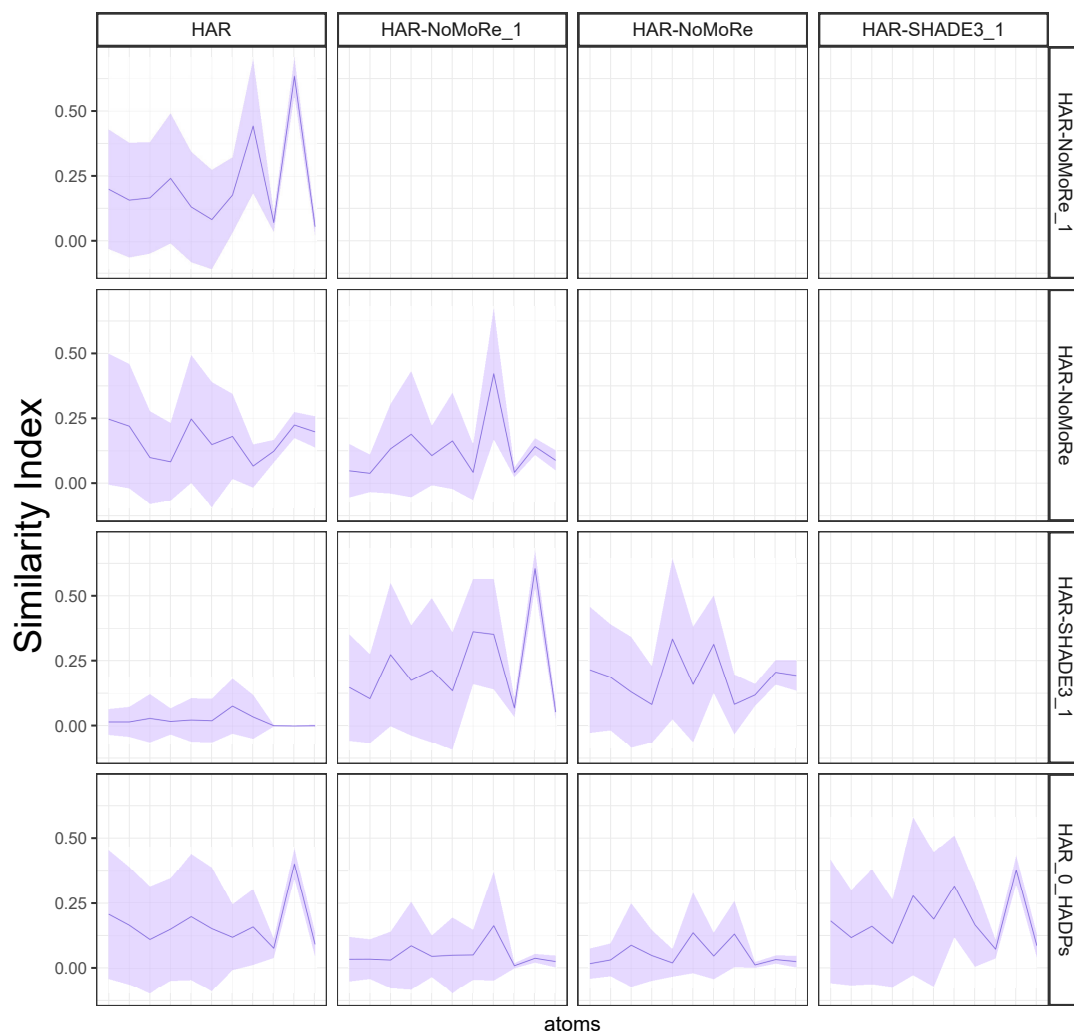 HAR
HAR-NoMoRe_1
HAR-NoMoRe
HAR-SHADE3_1
0.50
0.25
0.00
HAR-NoMoRe_1
0.50
0.25
0.00
HAR-NoMoRe
Similarity Index
0.50
0.25
0.00
HAR-SHADE3_1
0.50
0.25
0.00
HAR_0_HADPs
atoms